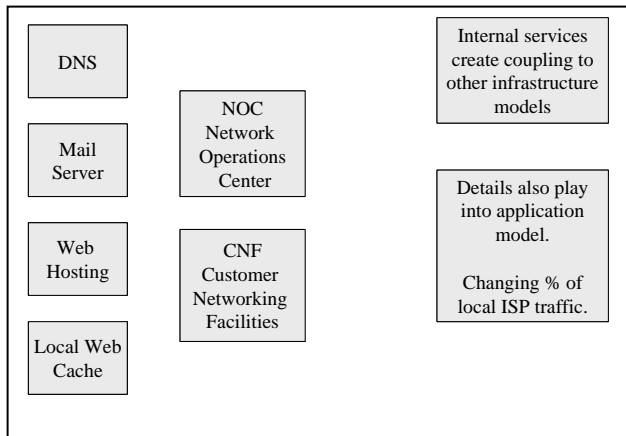 DNS
Mail
Server
Web
Hosting
Local Web
Cache
NOC
Network
Operations
Center
CNF
Customer
Networking
Facilities
Internal services
create coupling to
other infrastructure
models
Details also play
into application
model.
Changing % of
local ISP traffic.